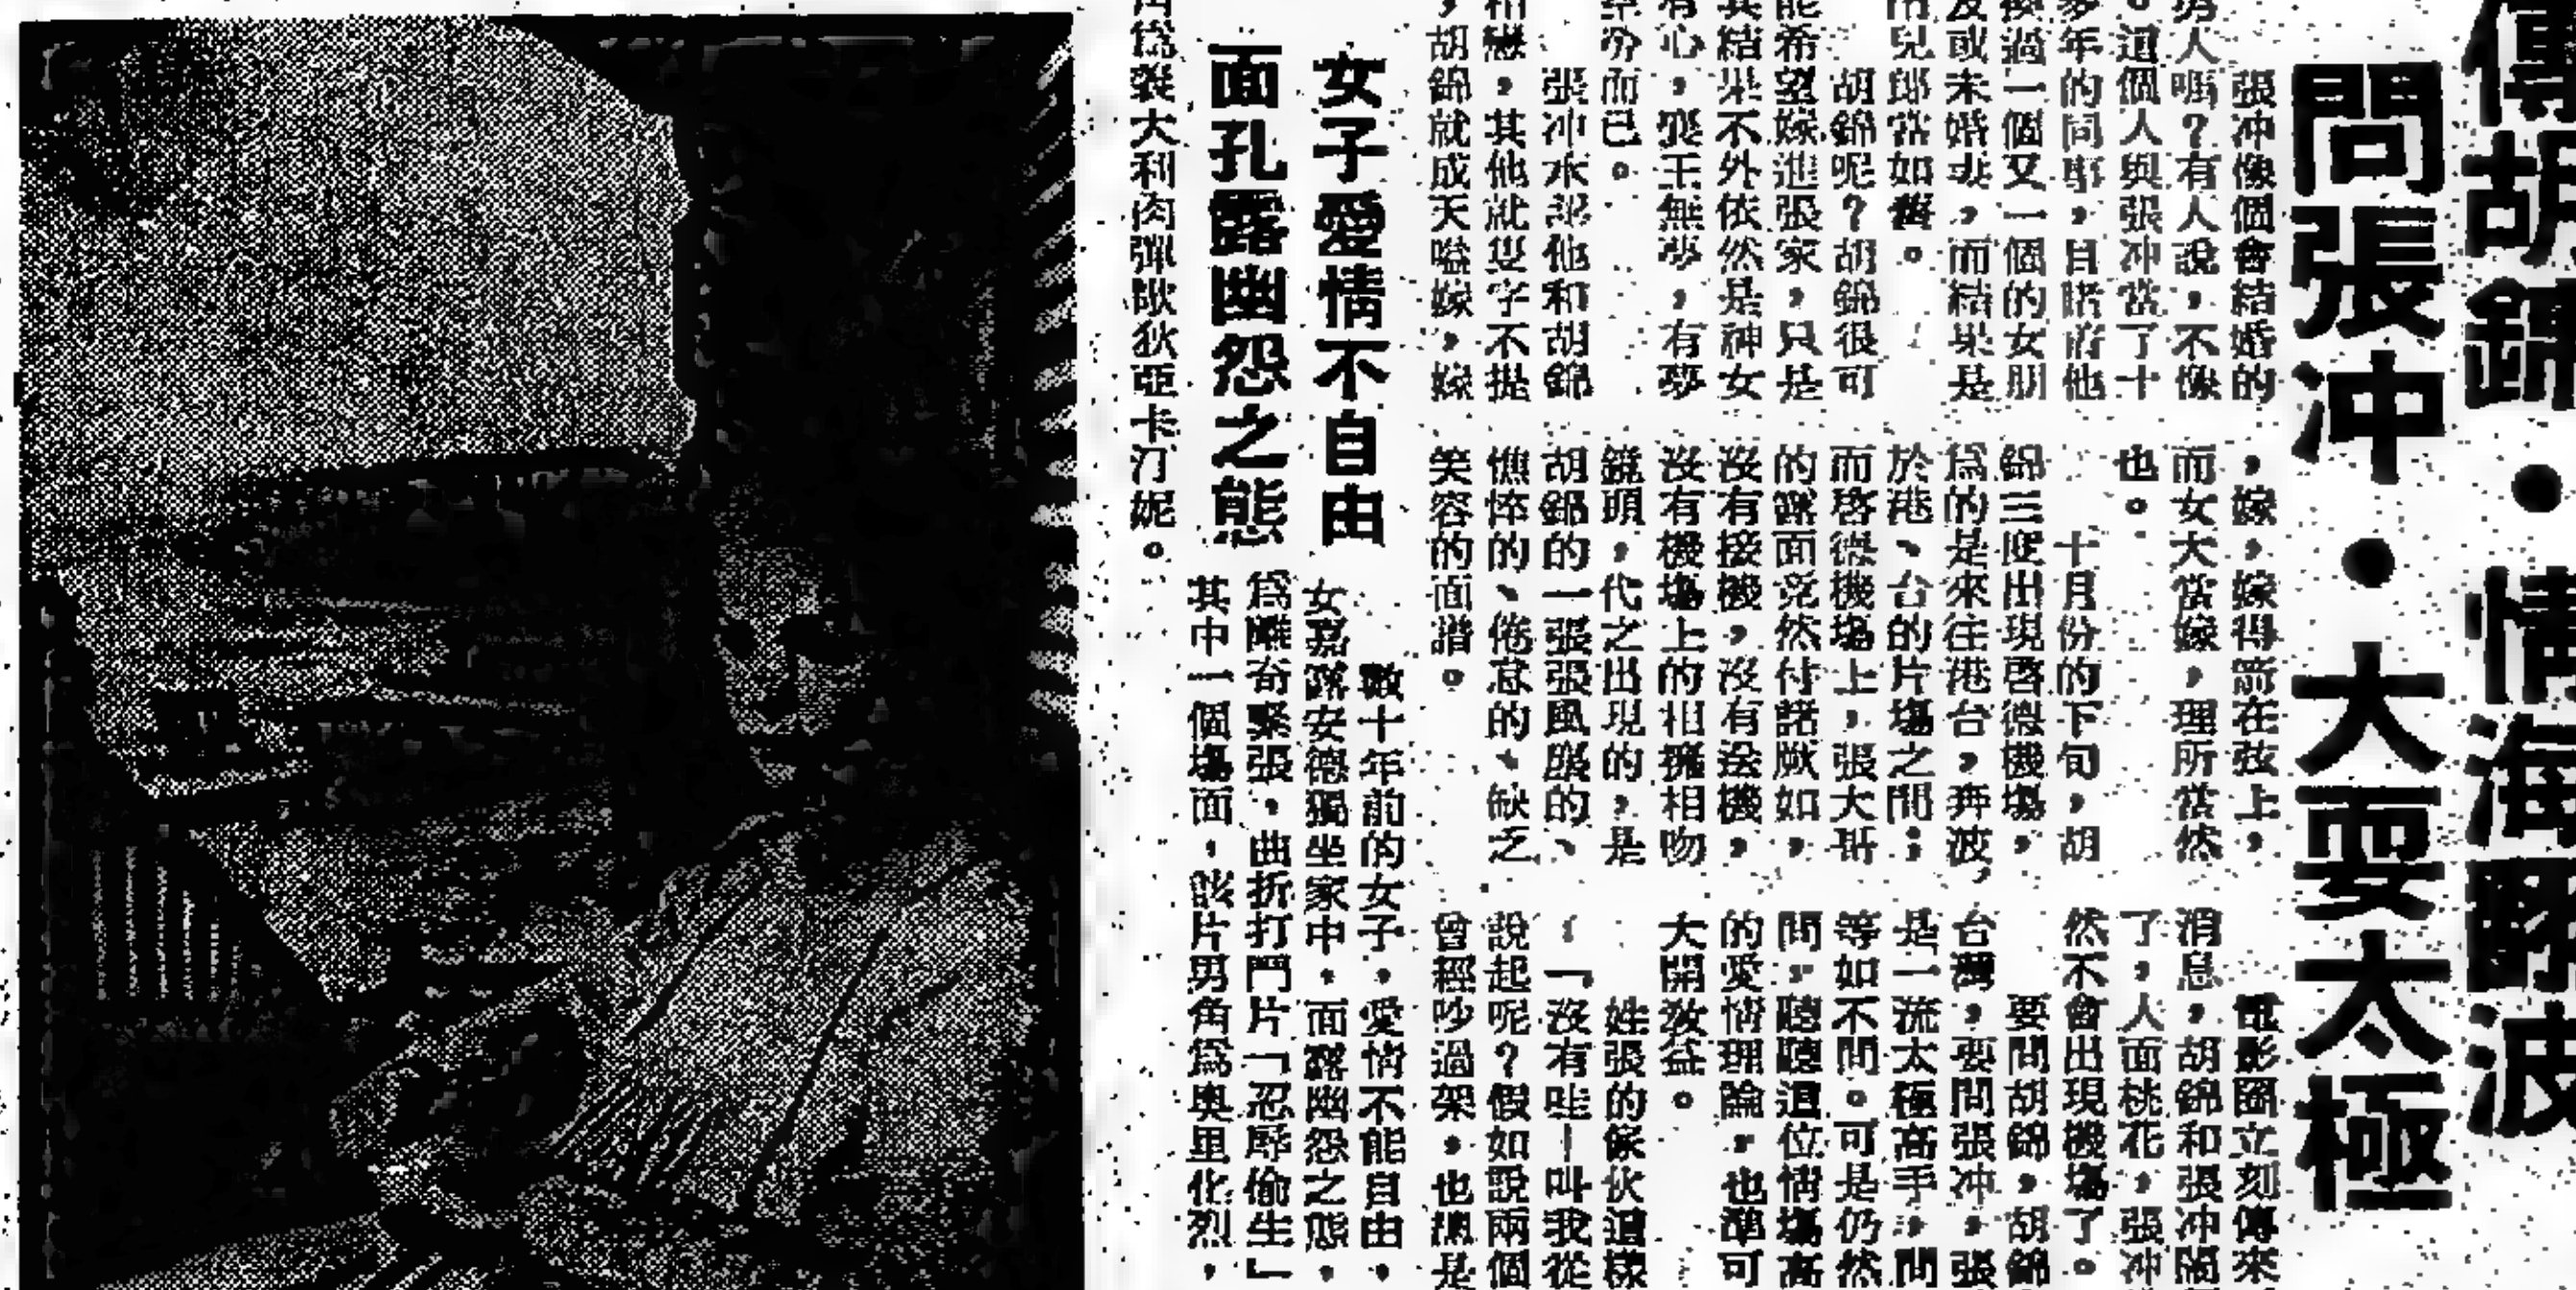 傳胡錦・情海
波
問張冲・大耍太極
張冲像個會結婚的
男人嗎？有人說，不像
。這個人與張冲當了十
多年的同事，目睹着他
換過一個又一個的女朋
友或未婚妻，而結果是
兒郎當如舊。
胡錦呢？胡錦很可
能希望嫁進張家，只是
其結果不外依然是神女
有心，襄王無夢，有夢
份而已。
張冲承認他和胡錦
相戀，其他就隻字不提
，胡錦就成天嗌嫁，嫁
，嫁，嫁得箭在弦上，
而女大當嫁，理所當然
也。
十月份的下旬，胡
錦三度出現啓德機場，
爲的是來往港台，奔波
於港、台的片場之間；
而啓德機場上，張大哥
的露面竟然付諸厥如，
沒有接機，沒有送機，
沒有機場上的相擁相吻
鏡頭，代之出現的，是
胡錦的一張張風塵的、
憔悴的、倦怠的、缺乏
笑容的面譜。
電影圈立刻傳來
消息，胡錦和張冲鬧
了，人面桃花，張冲
然不會出現機場了。
要問胡錦，胡錦
台灣，要問張冲，張
是一流太極高手，問
等如不問。可是仍然
問，聽聽這位情場高
的愛情理論，也準可
大開教益。
姓張的傢伙這樣
「沒有哇—叫我從
說起呢？假如說兩個
曾經吵過架，也總是
女子愛情不自由
面孔露幽怨之態
數十年前的女子，愛情不能自由，
女嘉露安德獨坐家中，面露幽怨之態，
爲離奇緊張，曲折打鬥片「忍辱偷生」
其中一個場面，該片男角爲奥里化烈，
角爲意大利肉彈歌狄亞卡汀妮。